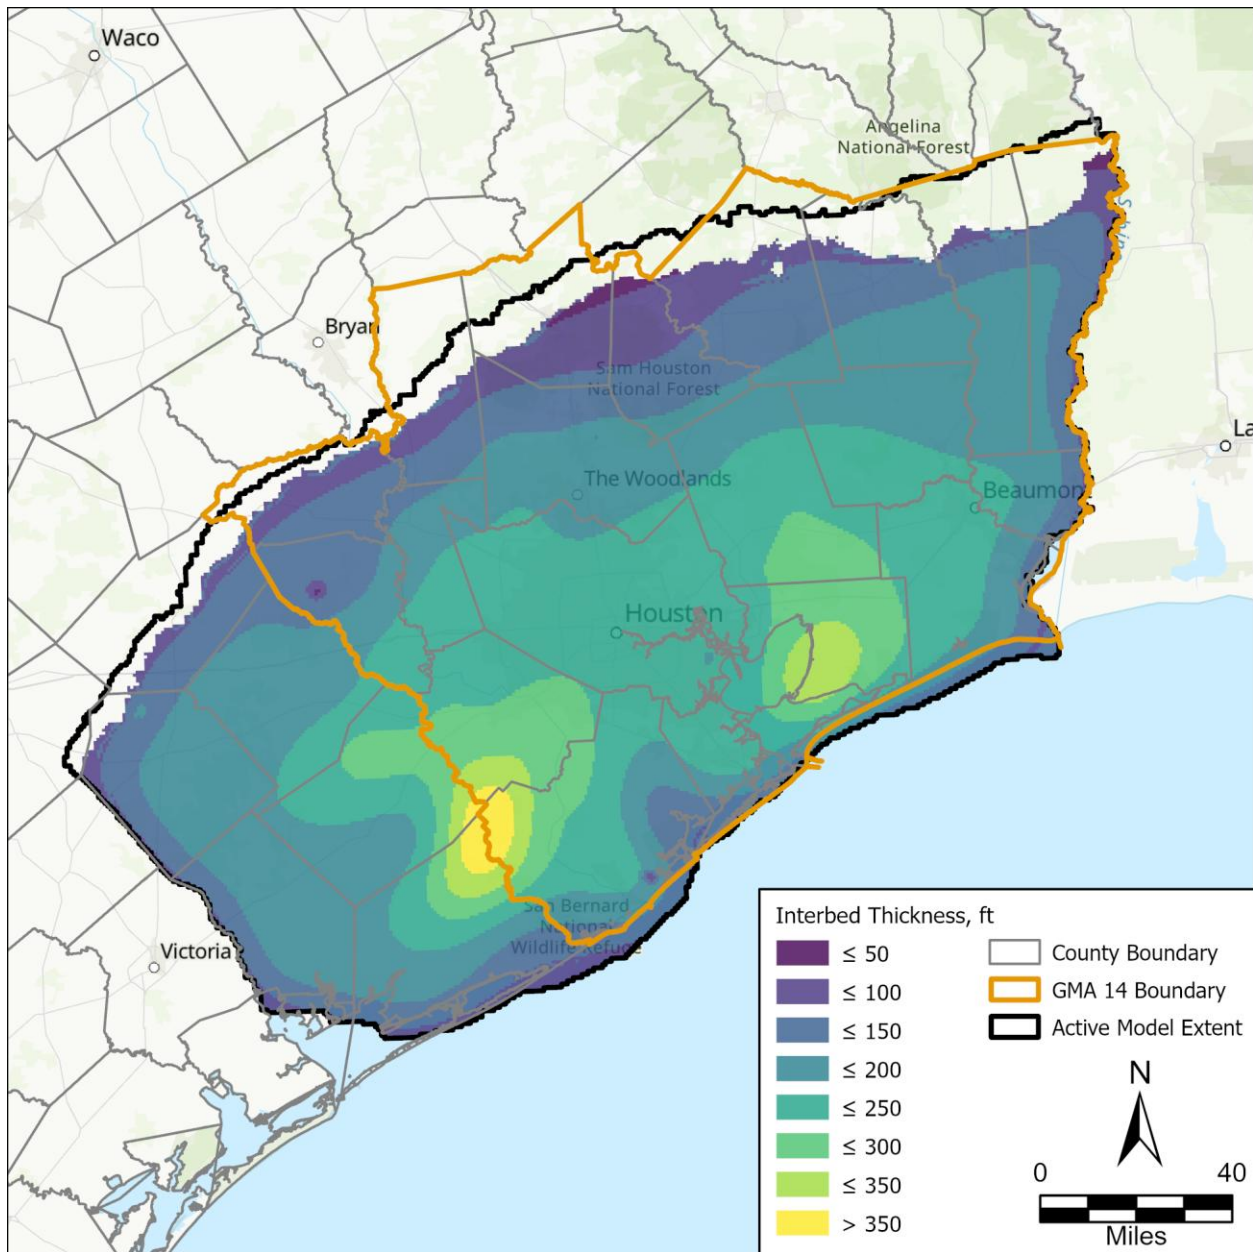 Waco
Angelina
National Forest
Sabin
Bryan
Sam Houston
National Forest
The Woodlands
La
Beaumont
Houston
San Bernard
National
Wildlife Refuge
Victoria
Interbed Thickness, ft
≤ 50
≤ 100
≤ 150
≤ 200
≤ 250
≤ 300
≤ 350
> 350
County Boundary
GMA 14 Boundary
Active Model Extent
N
0 40
Miles